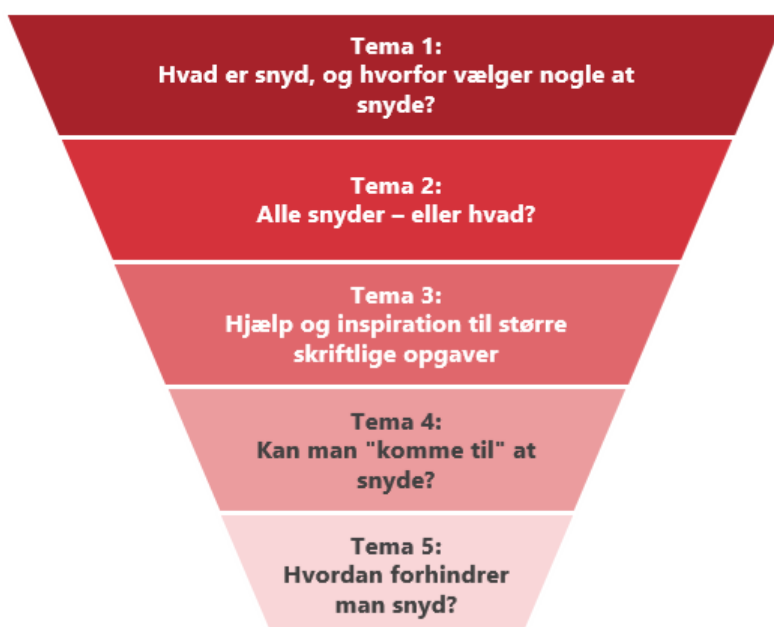 Tema 1:
Hvad er snyd, og hvorfor vælger nogle at
snyde?
Tema 2:
Alle snyder – eller hvad?
Tema 3:
Hjælp og inspiration til større
skriftlige opgaver
Tema 4:
Kan man "komme til" at
snyde?
Tema 5:
Hvordan forhindrer
man snyd?